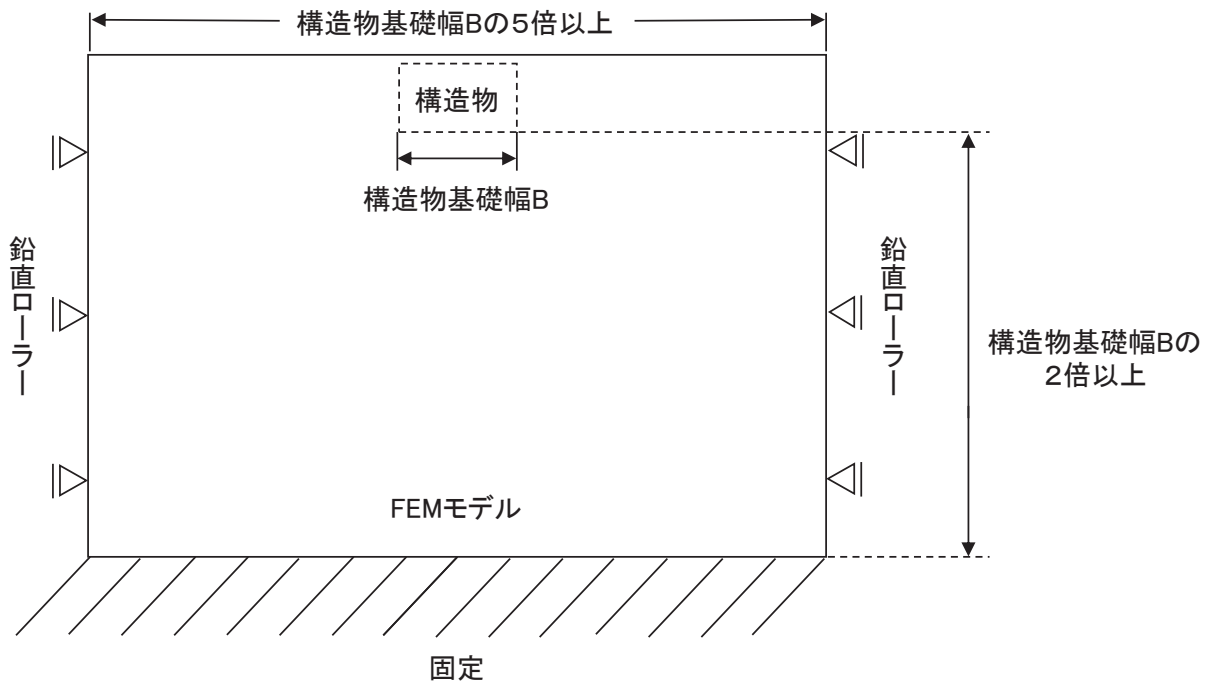 構造物基礎幅Bの5倍以上
構造物
構造物基礎幅B
鉛直ローラー
鉛直ローラー
構造物基礎幅Bの
2倍以上
FEMモデル
固定